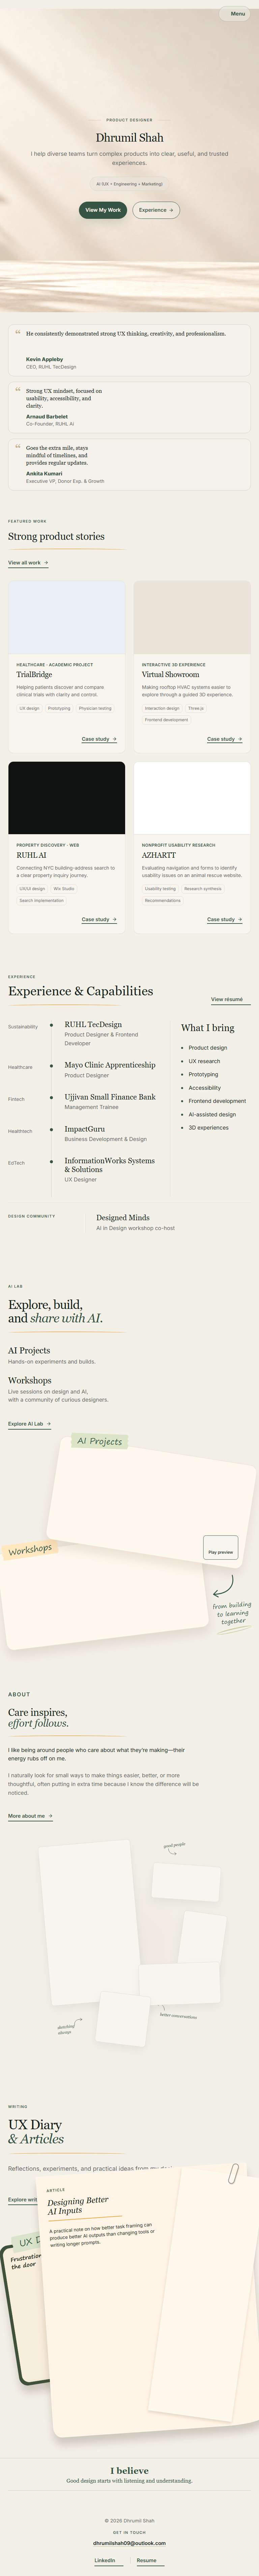 Menu
PRODUCT DESIGNER
Dhrumil Shah
I help diverse teams turn complex products into clear, useful, and trusted
experiences.
AI (UX + Engineering + Marketing)
View My Work
Experience →
“ He consistently demonstrated strong UX thinking, creativity, and professionalism.
Kevin Appleby
CEO, RUHL TecDesign
“ Strong UX mindset, focused on
usability, accessibility, and
clarity.
Arnaud Barbelet
Co-Founder, RUHL AI
“ Goes the extra mile, stays
mindful of timelines, and
provides regular updates.
Ankita Kumari
Executive VP, Donor Exp. & Growth
FEATURED WORK
Strong product stories
View all work →
HEALTHCARE · ACADEMIC PROJECT
TrialBridge
Helping patients discover and compare
clinical trials with clarity and control.
UX design
Prototyping
Physician testing
Case study →
INTERACTIVE 3D EXPERIENCE
Virtual Showroom
Making rooftop HVAC systems easier to
explore through a guided 3D experience.
Interaction design
Three.js
Frontend development
Case study →
PROPERTY DISCOVERY · WEB
RUHL AI
Connecting NYC building-address search to
a clear property inquiry journey.
UX/UI design
Wix Studio
Search implementation
Case study →
NONPROFIT USABILITY RESEARCH
AZHARTT
Evaluating navigation and forms to identify
usability issues on an animal rescue website.
Usability testing
Research synthesis
Recommendations
Case study →
EXPERIENCE
Experience & Capabilities
View résumé
Sustainability
RUHL TecDesign
Product Designer & Frontend
Developer
Healthcare
Mayo Clinic Apprenticeship
Product Designer
Fintech
Ujjivan Small Finance Bank
Management Trainee
Healthtech
ImpactGuru
Business Development & Design
EdTech
InformationWorks Systems
& Solutions
UX Designer
What I bring
• Product design
• UX research
• Prototyping
• Accessibility
• Frontend development
• AI-assisted design
• 3D experiences
DESIGN COMMUNITY
Designed Minds
AI in Design workshop co-host
AI LAB
Explore, build,
and share with AI.
AI Projects
Hands-on experiments and builds.
Workshops
Live sessions on design and AI,
with a community of curious designers.
Explore AI Lab →
AI Projects
Workshops
Play preview
from building
to learning
together
ABOUT
Care inspires,
effort follows.
I like being around people who care about what they're making—their
energy rubs off on me.
I naturally look for small ways to make things easier, better, or more
thoughtful, often putting in extra time because I know the difference will be
noticed.
More about me →
good people
sketching
always
better conversations
WRITING
UX Diary
& Articles
Reflections, experiments, and practical ideas from my
Explore writ
UX D
Frustration
the door
ARTICLE
Designing Better
AI Inputs
A practical note on how better task framing can
produce better AI outputs than changing tools or
writing longer prompts.
I believe
Good design starts with listening and understanding.
© 2026 Dhrumil Shah
GET IN TOUCH
dhrumilshah09@outlook.com
LinkedIn
Resume